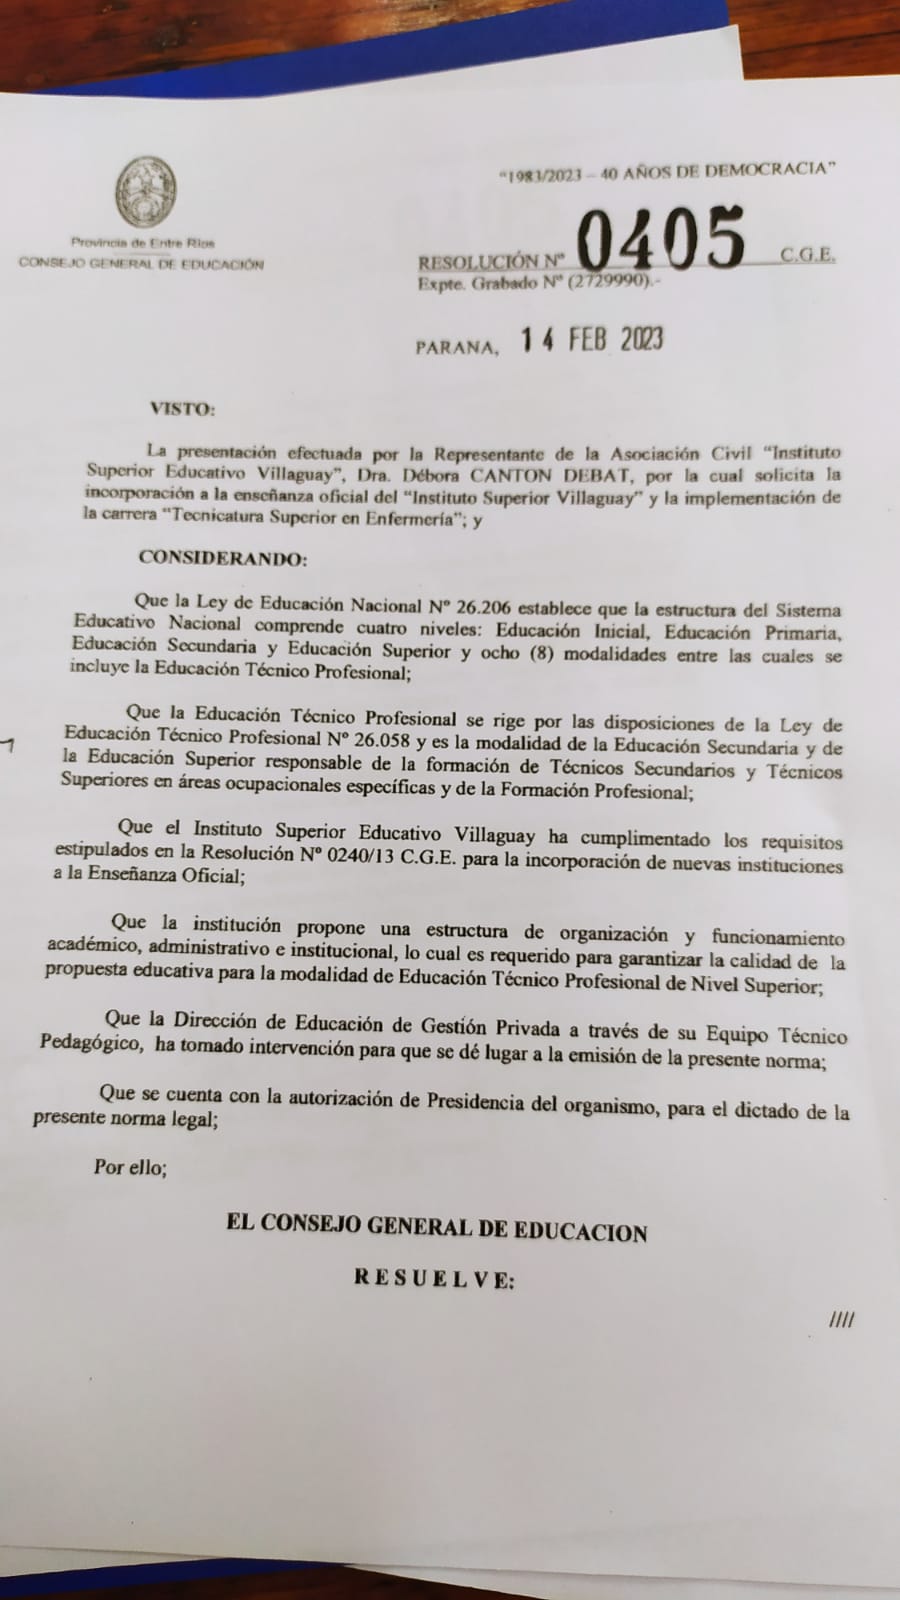 "1983/2023 – 40 AÑOS DE DEMOCRACIA"
Provincia de Entre Ríos
CONSEJO GENERAL DE EDUCACIÓN
RESOLUCIÓN Nº 0405 C.G.E.
Expte. Grabado Nº (2729990).-
PARANA, 14 FEB 2023
VISTO:
La presentación efectuada por la Representante de la Asociación Civil "Instituto
Superior Educativo Villaguay", Dra. Débora CANTON DEBAT, por la cual solicita la
incorporación a la enseñanza oficial del "Instituto Superior Villaguay" y la implementación de
la carrera "Tecnicatura Superior en Enfermería"; y
CONSIDERANDO:
Que la Ley de Educación Nacional Nº 26.206 establece que la estructura del Sistema
Educativo Nacional comprende cuatro niveles: Educación Inicial, Educación Primaria,
Educación Secundaria y Educación Superior y ocho (8) modalidades entre las cuales se
incluye la Educación Técnico Profesional;
Que la Educación Técnico Profesional se rige por las disposiciones de la Ley de
Educación Técnico Profesional Nº 26.058 y es la modalidad de la Educación Secundaria y de
la Educación Superior responsable de la formación de Técnicos Secundarios y Técnicos
Superiores en áreas ocupacionales específicas y de la Formación Profesional;
Que el Instituto Superior Educativo Villaguay ha cumplimentado los requisitos
estipulados en la Resolución Nº 0240/13 C.G.E. para la incorporación de nuevas instituciones
a la Enseñanza Oficial;
Que la institución propone una estructura de organización y funcionamiento
académico, administrativo e institucional, lo cual es requerido para garantizar la calidad de la
propuesta educativa para la modalidad de Educación Técnico Profesional de Nivel Superior;
Que la Dirección de Educación de Gestión Privada a través de su Equipo Técnico
Pedagógico, ha tomado intervención para que se dé lugar a la emisión de la presente norma;
Que se cuenta con la autorización de Presidencia del organismo, para el dictado de la
presente norma legal;
Por ello;
EL CONSEJO GENERAL DE EDUCACION
R E S U E L V E:
////